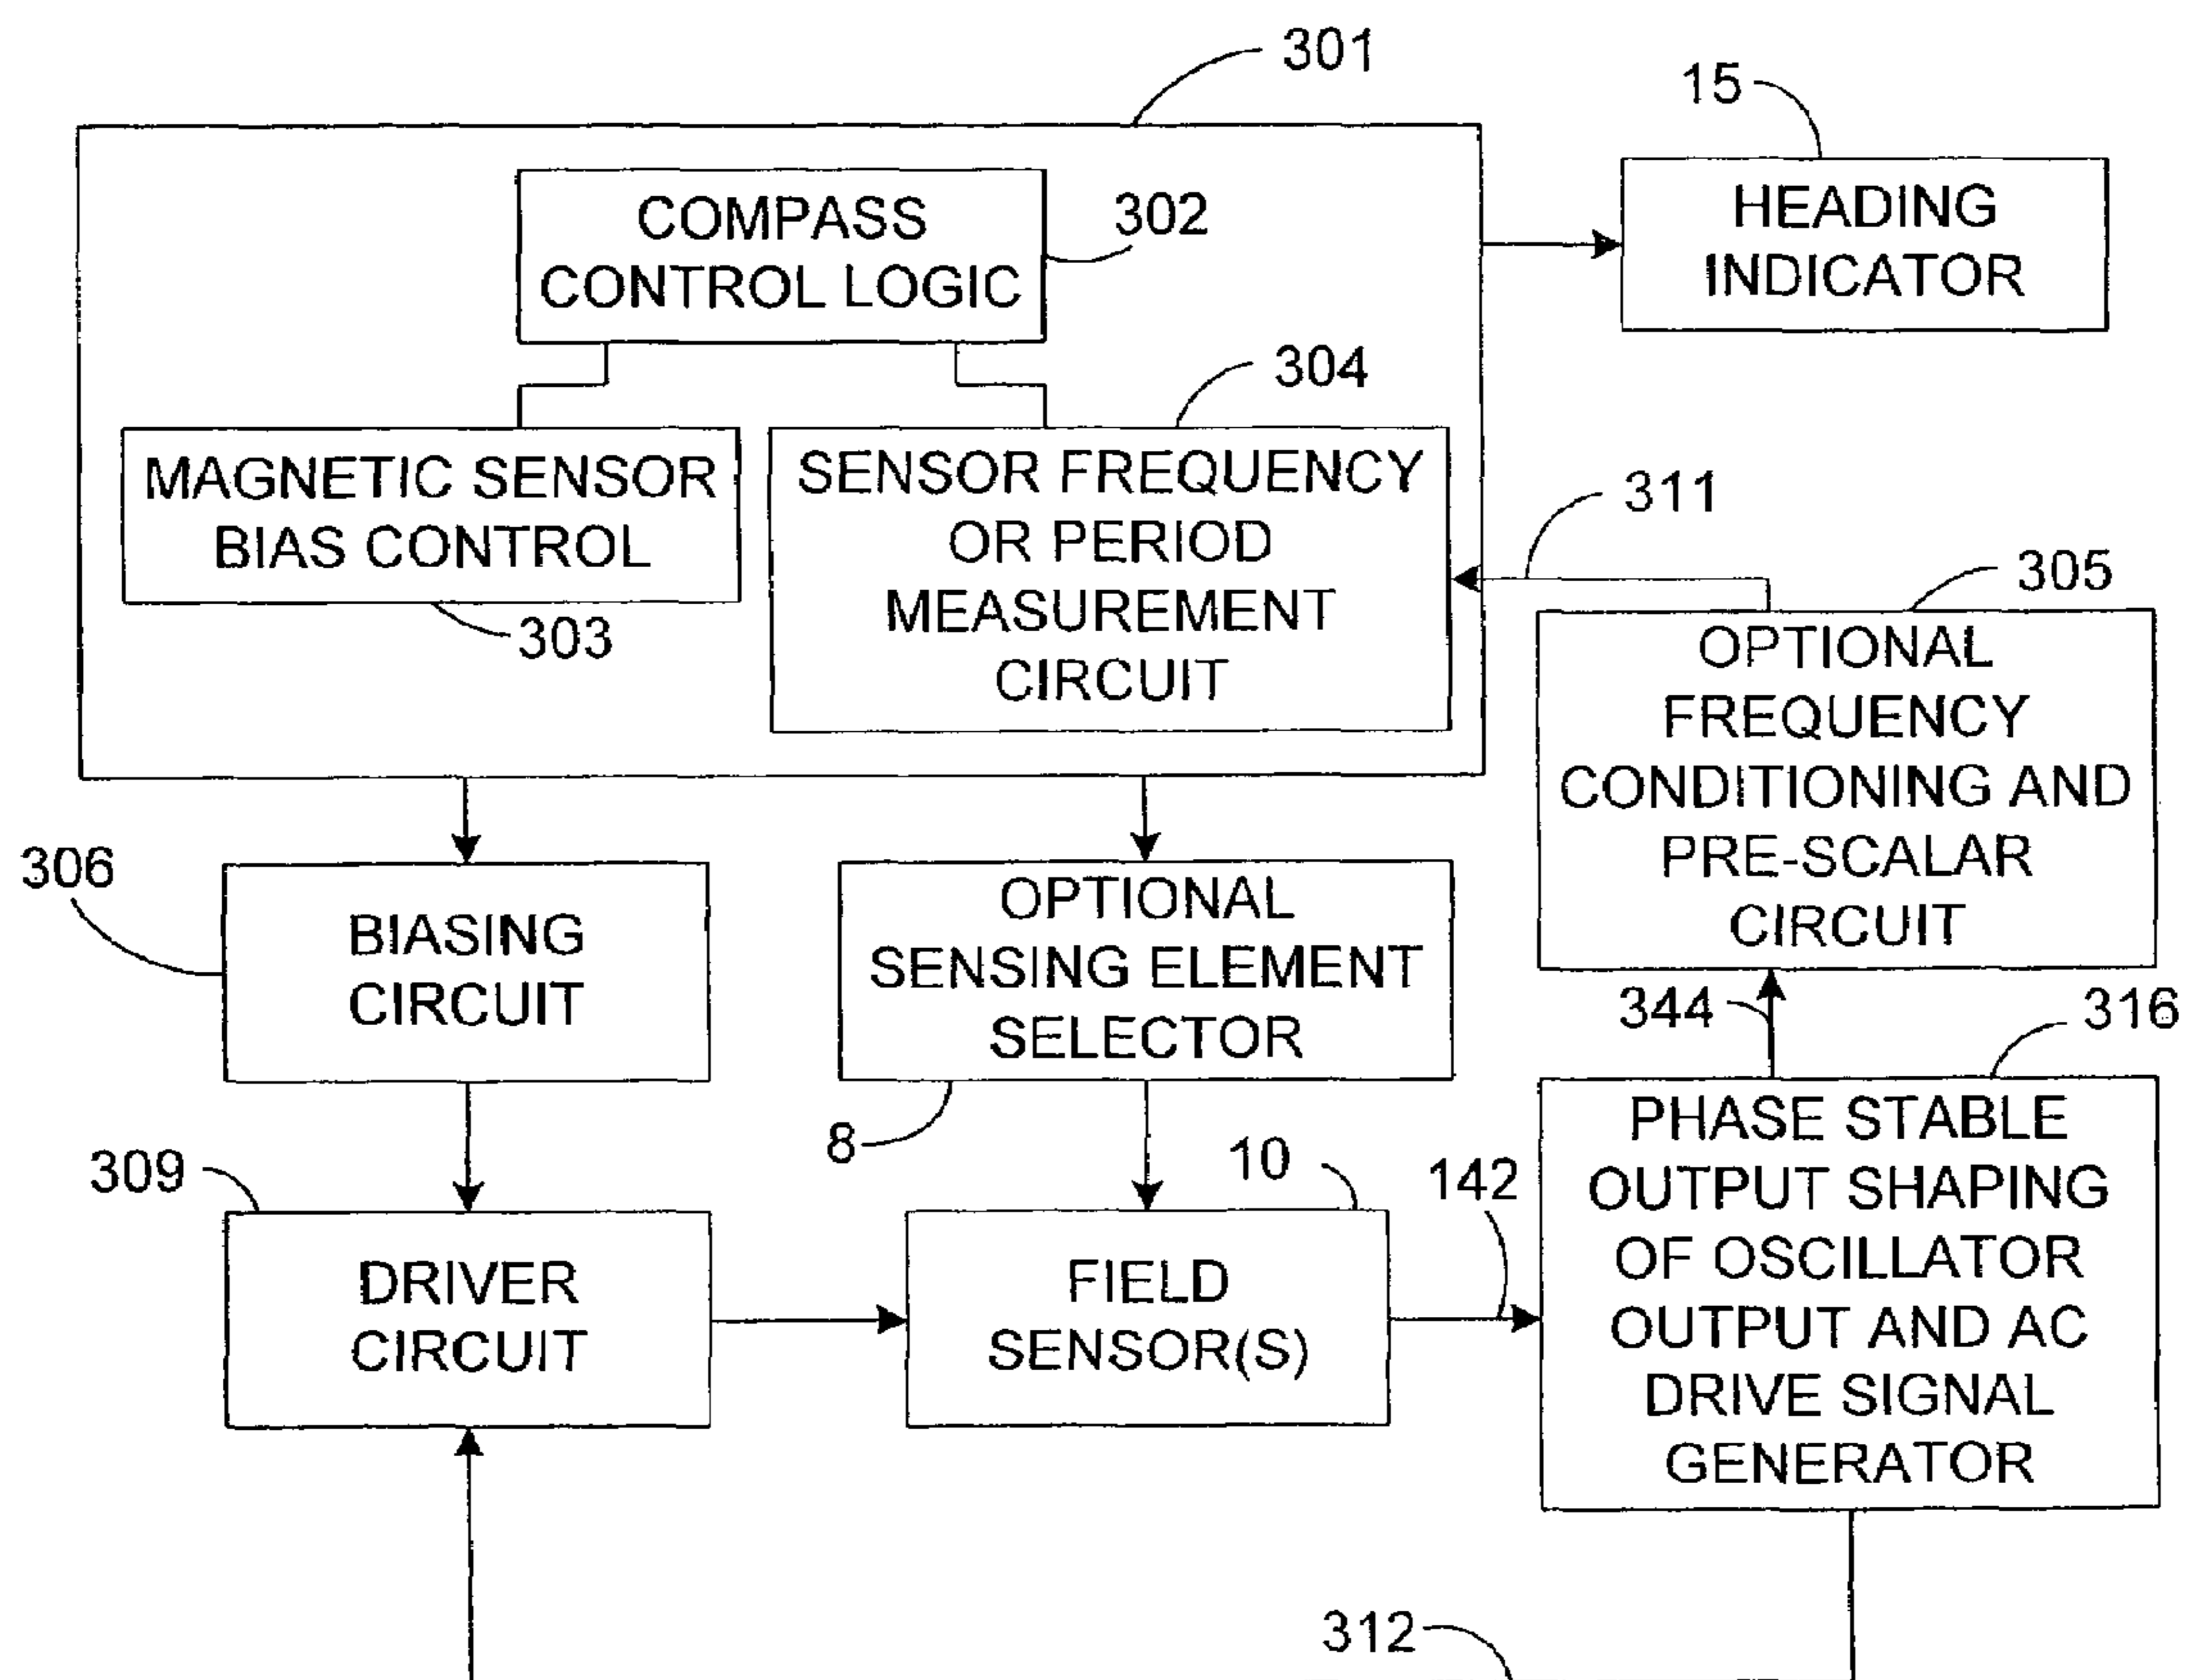 301
15
COMPASS
CONTROL LOGIC
302
HEADING
INDICATOR
304
MAGNETIC SENSOR
BIAS CONTROL
303
SENSOR FREQUENCY
OR PERIOD
MEASUREMENT
CIRCUIT
311
305
OPTIONAL
FREQUENCY
CONDITIONING AND
PRE-SCALAR
CIRCUIT
306
BIASING
CIRCUIT
OPTIONAL
SENSING ELEMENT
SELECTOR
8
344
316
309
DRIVER
CIRCUIT
10
FIELD
SENSOR(S)
142
PHASE STABLE
OUTPUT SHAPING
OF OSCILLATOR
OUTPUT AND AC
DRIVE SIGNAL
GENERATOR
312